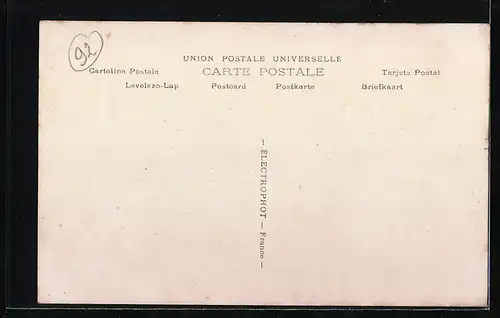 92
UNION POSTALE UNIVERSELLE
Cartolina Postale CARTE POSTALE Tarjeta Postal
Levelezo-Lap Postcard Postkarte Briefkaart
— ELECTROPHOT — France —